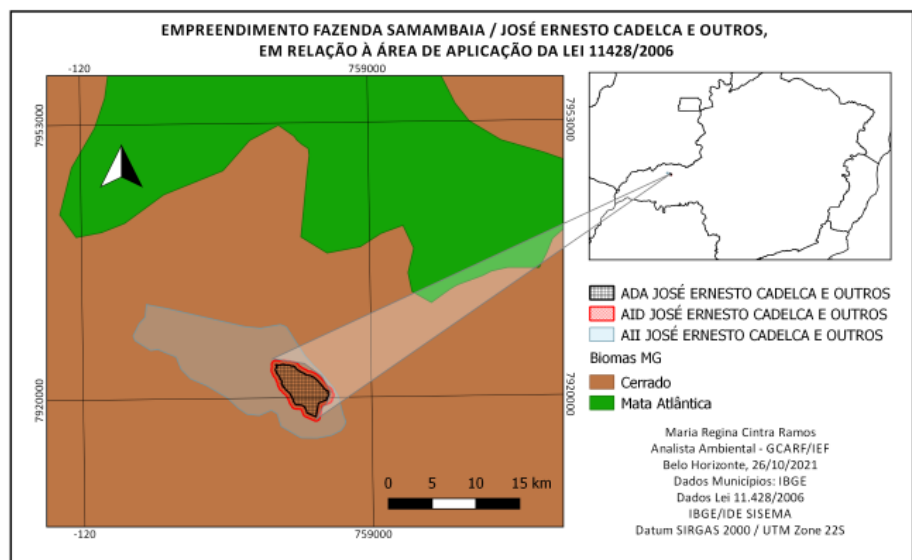 EMPREENDIMENTO FAZENDA SAMAMBAIA / JOSÉ ERNESTO CADELCA E OUTROS,
EM RELAÇÃO À ÁREA DE APLICAÇÃO DA LEI 11428/2006
-120
759000
7953000
7953000
7920000
7920000
0 5 10 15 km
-120
759000
ADA JOSÉ ERNESTO CADELCA E OUTROS
AID JOSÉ ERNESTO CADELCA E OUTROS
AII JOSÉ ERNESTO CADELCA E OUTROS
Biomas MG
Cerrado
Mata Atlântica
Maria Regina Cintra Ramos
Analista Ambiental - GCARF/IEF
Belo Horizonte, 26/10/2021
Dados Municípios: IBGE
Dados Lei 11.428/2006
IBGE/IDE SISEMA
Datum SIRGAS 2000 / UTM Zone 22S